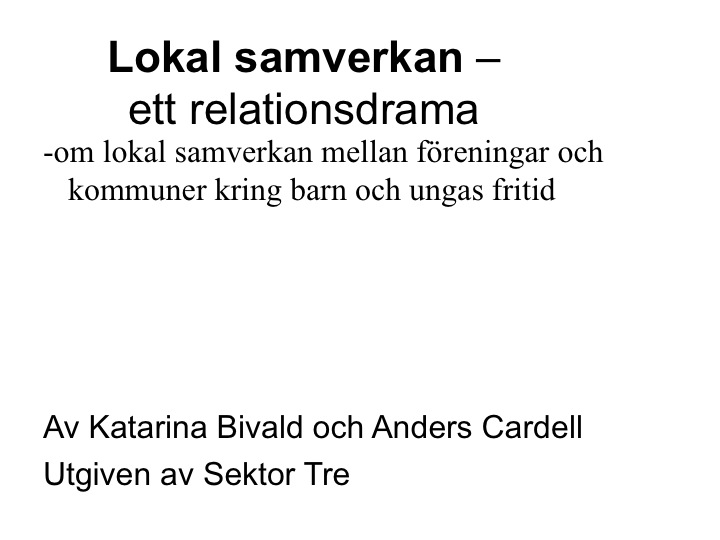 Lokal samverkan –
ett relationsdrama
-om lokal samverkan mellan föreningar och
kommuner kring barn och ungas fritid
Av Katarina Bivald och Anders Cardell
Utgiven av Sektor Tre